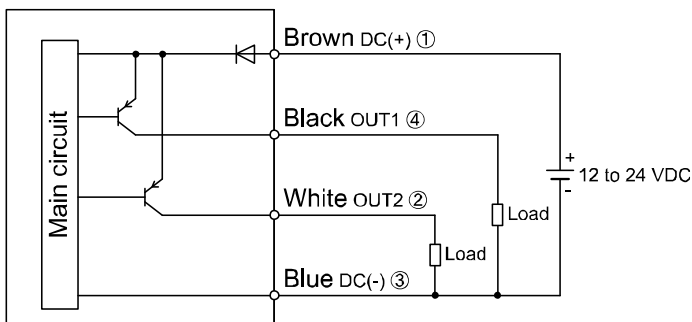 Main circuit
Brown DC(+) ①
Black OUT1 ④
White OUT2 ②
Blue DC(-) ③
Load
Load
+
12 to 24 VDC
-